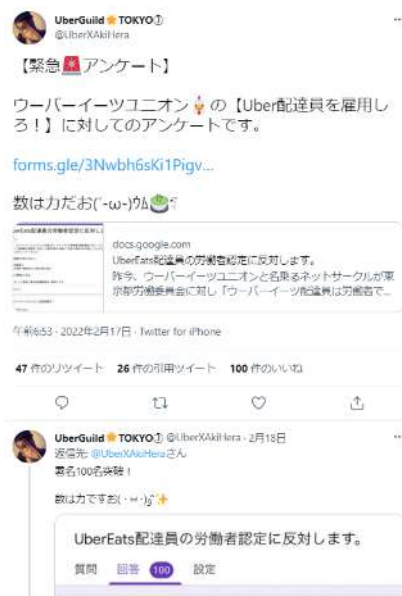 UberGuild🌟TOKYO①
@UberXAkiHera
【緊急🚨アンケート】
ウーバーイーツユニオンの【Uber配達員を雇用し
ろ!】に対してのアンケートです。
forms.gle/3Nwbh6sKi1Pigv...
数は力だお(´-ω-)ウム
docs.google.com
UberEats配達員の労働者認定に反対します。
昨今、ウーバーイーツユニオンと名乗るネットサークルが東
京都労働委員会に対し「ウーバーイーツ配達員は労働者で...
午前6:53 · 2022年2月17日 · Twitter for iPhone
47 件のリツイート 26 件の引用ツイート 100 件のいいね
UberGuild🌟TOKYO① @UberXAkiHera · 2月18日
返信先: @UberXAkiHeraさん
署名100名突破!
数は力ですお
UberEats配達員の労働者認定に反対します。
質問 回答 100 設定